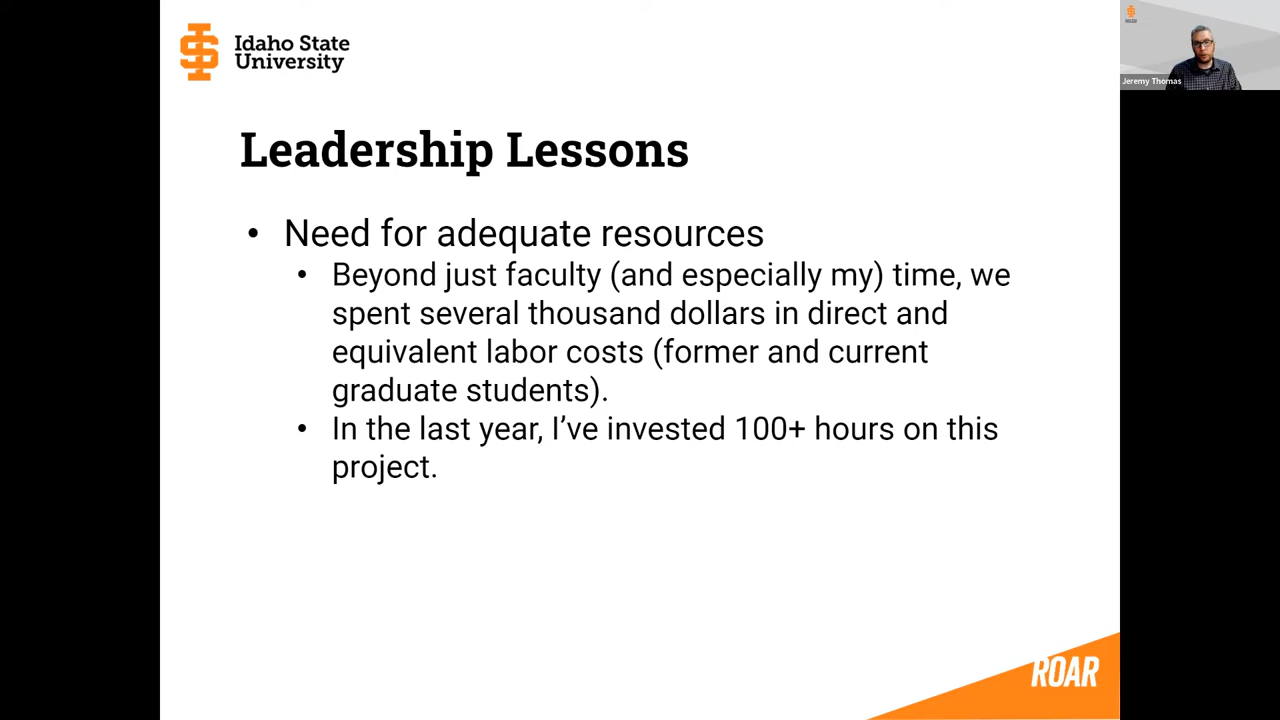 Idaho State
University
Jeremy Thomas
Leadership Lessons
• Need for adequate resources
• Beyond just faculty (and especially my) time, we
spent several thousand dollars in direct and
equivalent labor costs (former and current
graduate students).
• In the last year, I’ve invested 100+ hours on this
project.
ROAR